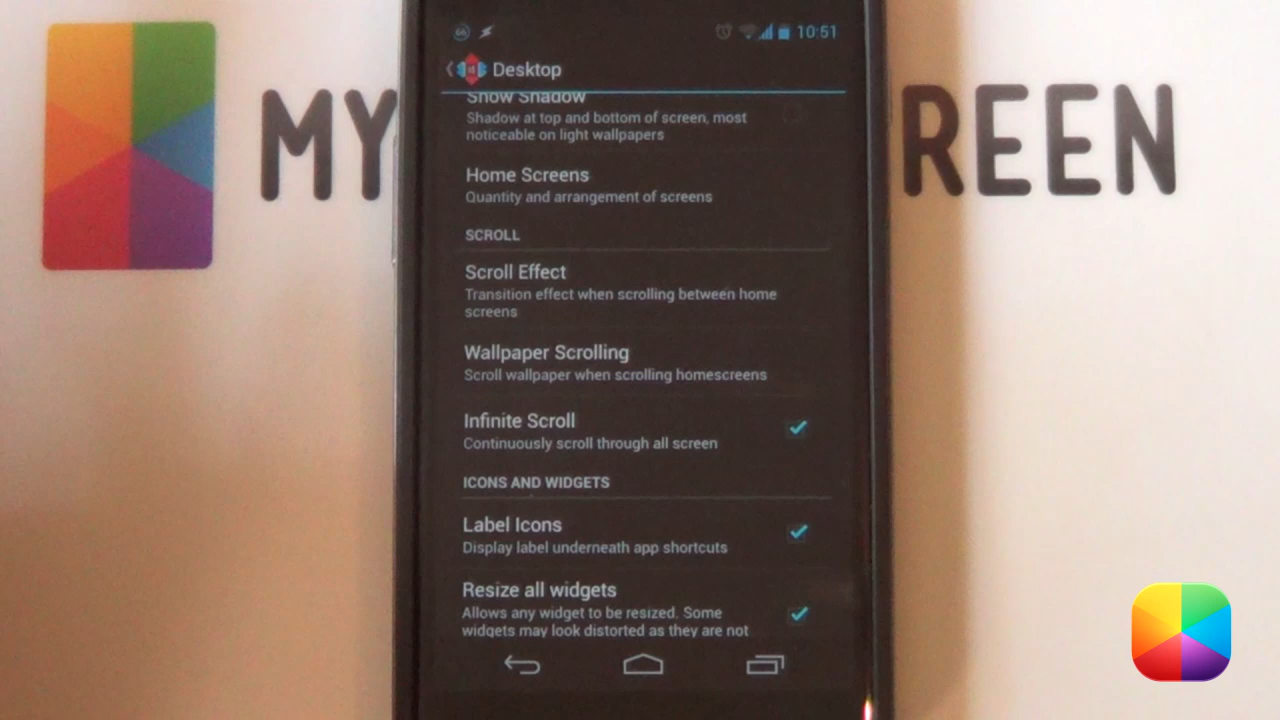 MY
REEN
10:51
Desktop
Show Shadow
Shadow at top and bottom of screen, most
noticeable on light wallpapers
Home Screens
Quantity and arrangement of screens
SCROLL
Scroll Effect
Transition effect when scrolling between home
screens
Wallpaper Scrolling
Scroll wallpaper when scrolling homescreens
Infinite Scroll
Continuously scroll through all screen
ICONS AND WIDGETS
Label Icons
Display label underneath app shortcuts
Resize all widgets
Allows any widget to be resized. Some
widgets may look distorted as they are not